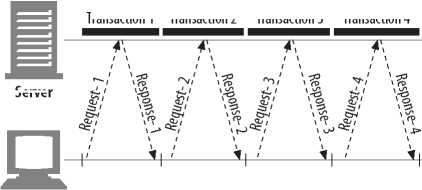 Transaction 1 Transaction 2 Transaction 3 Transaction 4
Server
Request-1
Response-1
Request-2
Response-2
Request-3
Response-3
Request-4
Response-4